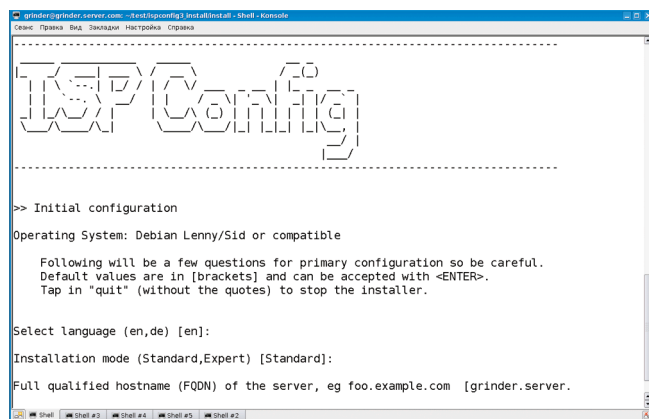 grinder@grinder.server.com: ~/test/ispconfig3_install/install - Shell - Konsole
Сеанс Правка Вид Закладки Настройка Справка
ISPConfig
>> Initial configuration
Operating System: Debian Lenny/Sid or compatible
Following will be a few questions for primary configuration so be careful.
Default values are in [brackets] and can be accepted with <ENTER>.
Tap in "quit" (without the quotes) to stop the installer.
Select language (en,de) [en]:
Installation mode (Standard,Expert) [Standard]:
Full qualified hostname (FQDN) of the server, eg foo.example.com [grinder.server.
Shell Shell #3 Shell #4 Shell #5 Shell #2